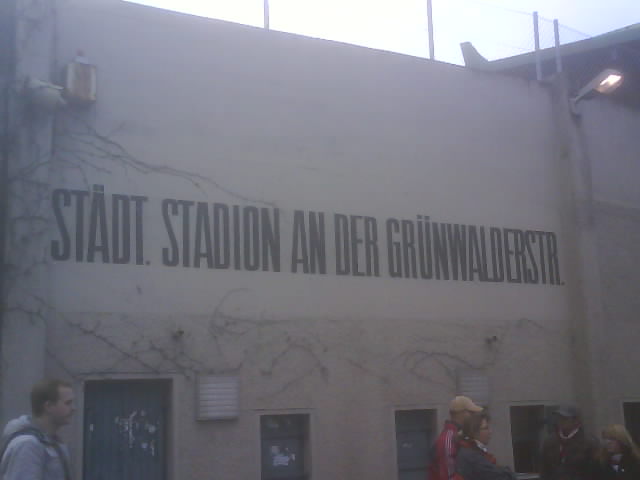 STÄDT. STADION AN DER GRÜNWALDERSTR.